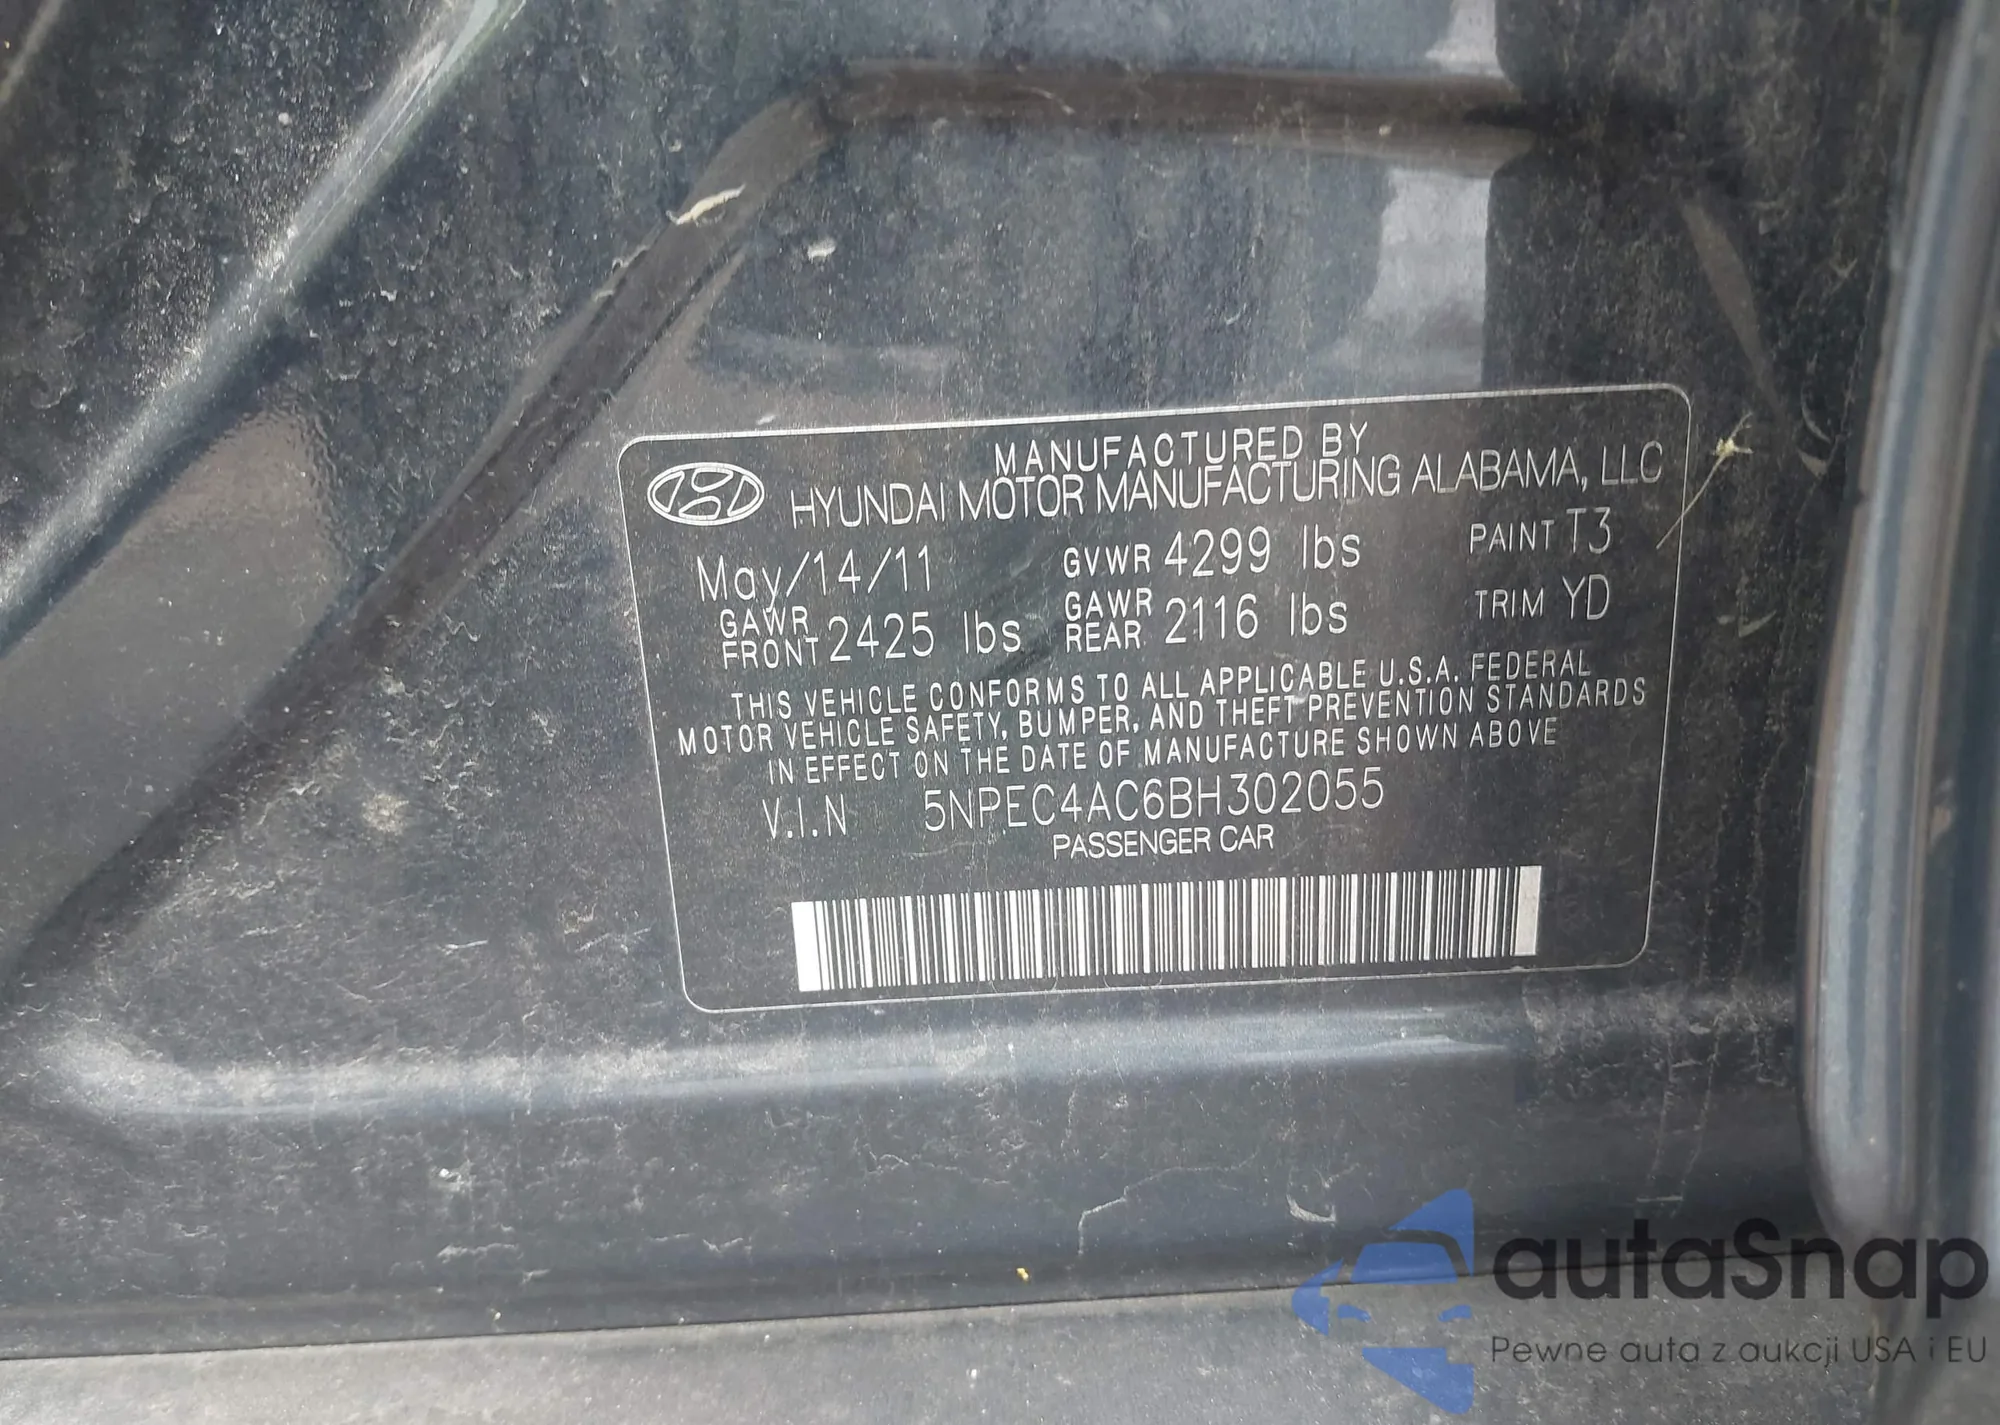 MANUFACTURED BY
HYUNDAI MOTOR MANUFACTURING ALABAMA, LLC
May/14/11 GVWR 4299 lbs PAINT T3
GAWR FRONT 2425 lbs GAWR REAR 2116 lbs TRIM YD
THIS VEHICLE CONFORMS TO ALL APPLICABLE U.S.A. FEDERAL
MOTOR VEHICLE SAFETY, BUMPER, AND THEFT PREVENTION STANDARDS
IN EFFECT ON THE DATE OF MANUFACTURE SHOWN ABOVE
V.I.N 5NPEC4AC6BH302055
PASSENGER CAR
autaSnap
Pewne auta z aukcji USA i EU